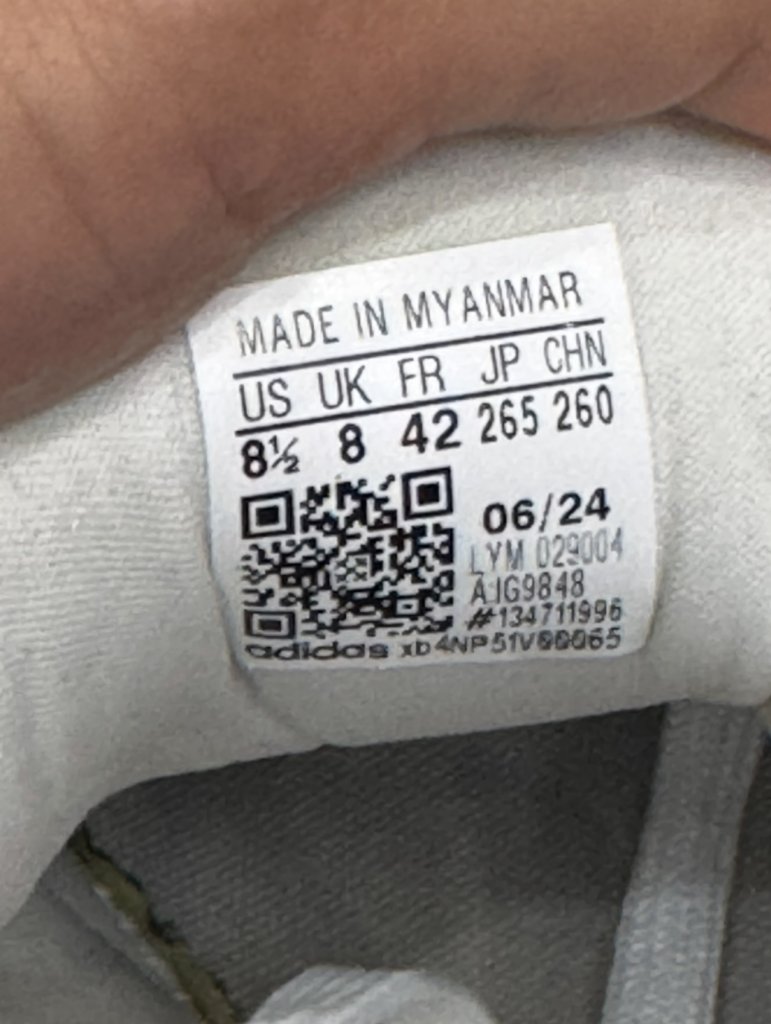 MADE IN MYANMAR
US UK FR JP CHN
8½ 8 42 265 260
06/24
LYM 029004
AJG9848
#134711996
adidas xb4NP51V00065